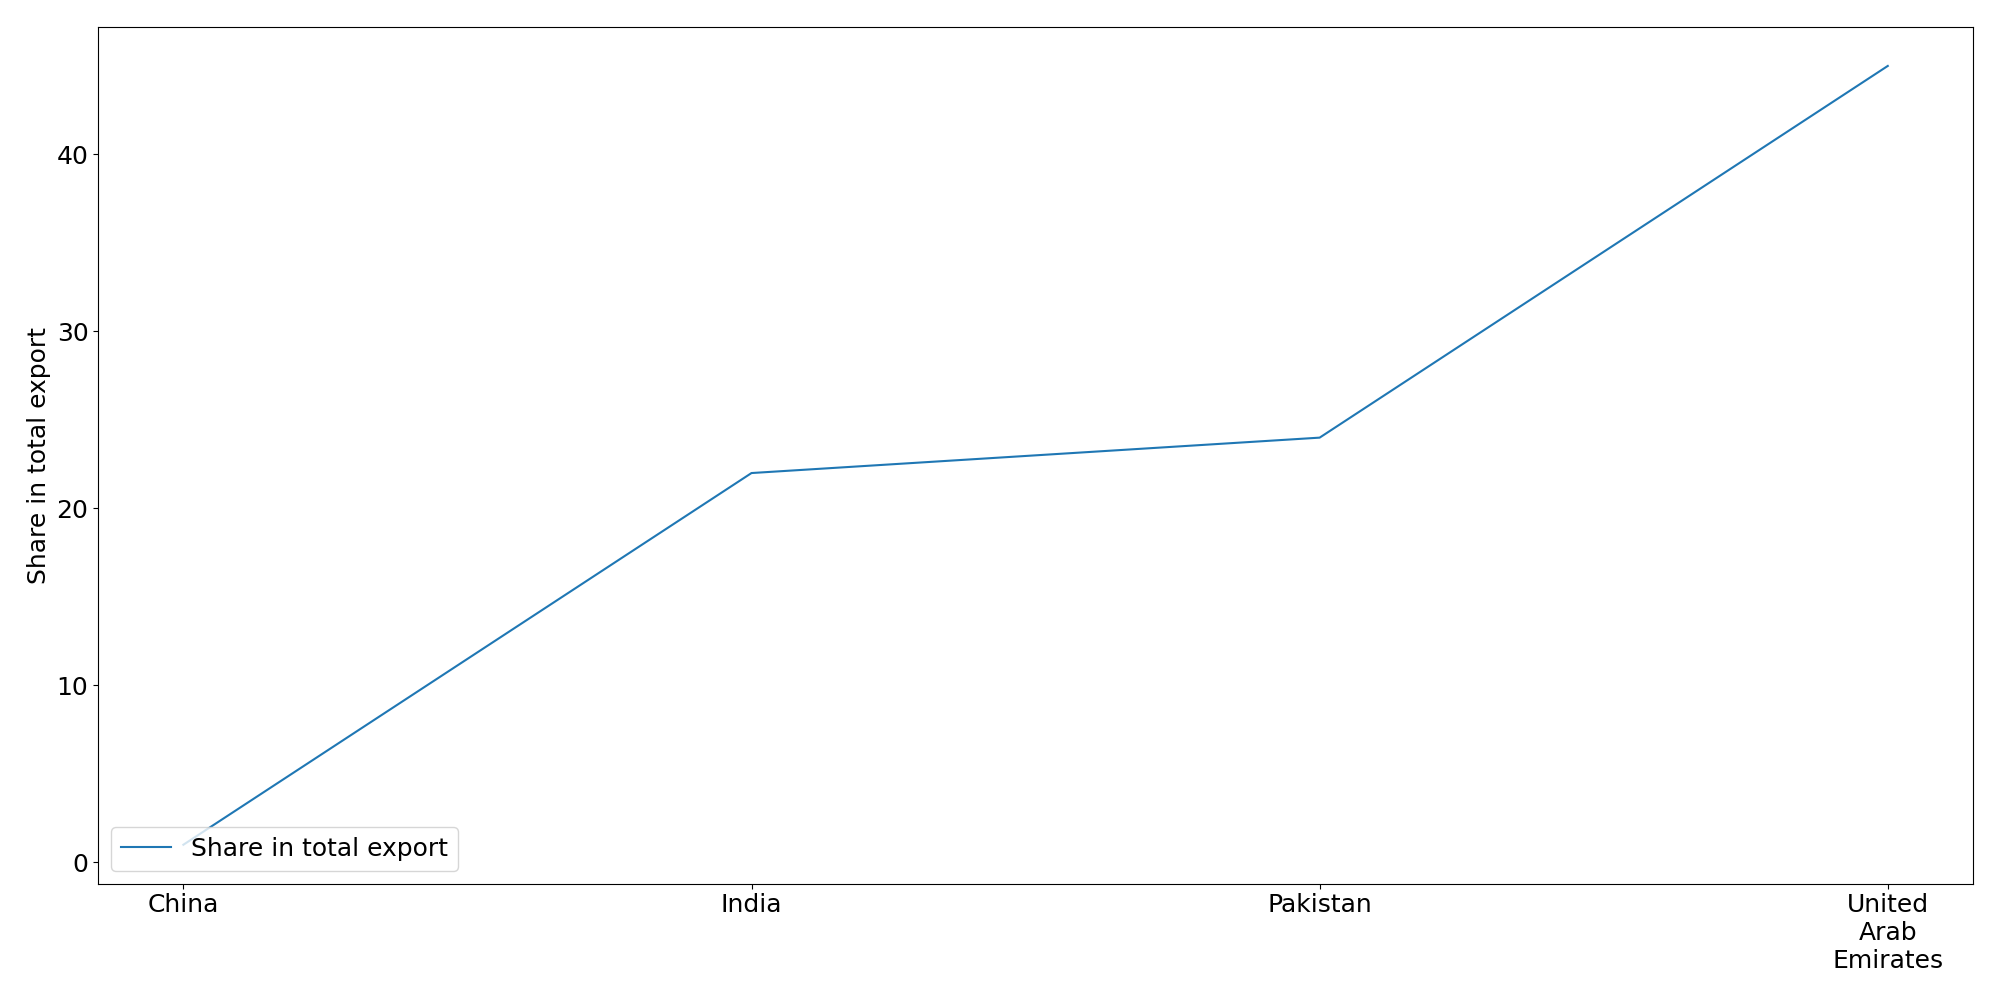 Share in total export
40
30
20
10
0
Share in total export
China
India
Pakistan
United
Arab
Emirates